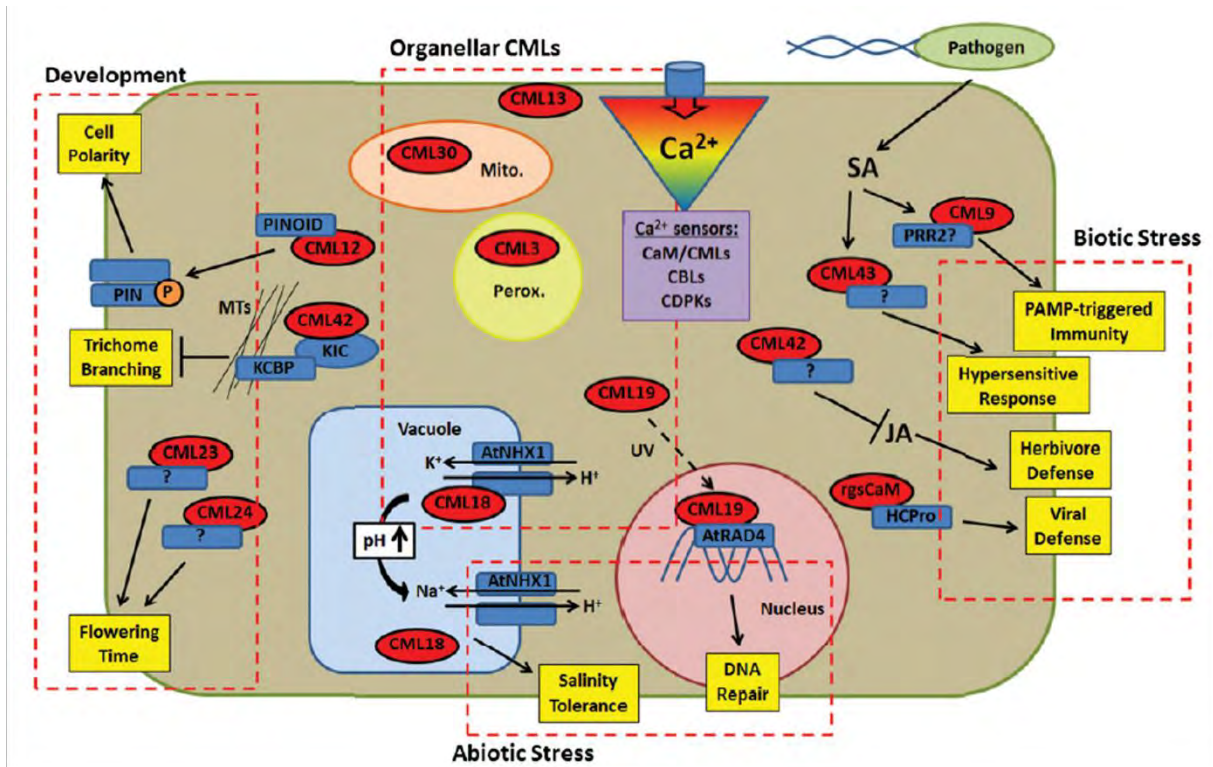 Organellar CMLs
Pathogen
Development
CML13
Cell
Polarity
Ca²⁺
CML30
Mito.
SA
PINOID
CML12
CML9
PRR2?
Ca²⁺ sensors:
CaM/CMLs
CBLs
CDPKs
Biotic Stress
CML3
Perox.
CML43
?
PIN
P
MTs
PAMP-triggered
Immunity
CML42
KIC
KCBP
Trichome
Branching
CML42
?
Hypersensitive
Response
CML19
UV
Vacuole
JA
CML23
?
AtNHX1
K⁺
H⁺
CML18
Herbivore
Defense
rgsCaM
HCPro
CML24
?
CML19
AtRAD4
Viral
Defense
pH
AtNHX1
Na⁺
H⁺
Nucleus
Flowering
Time
CML18
Salinity
Tolerance
DNA
Repair
Abiotic Stress